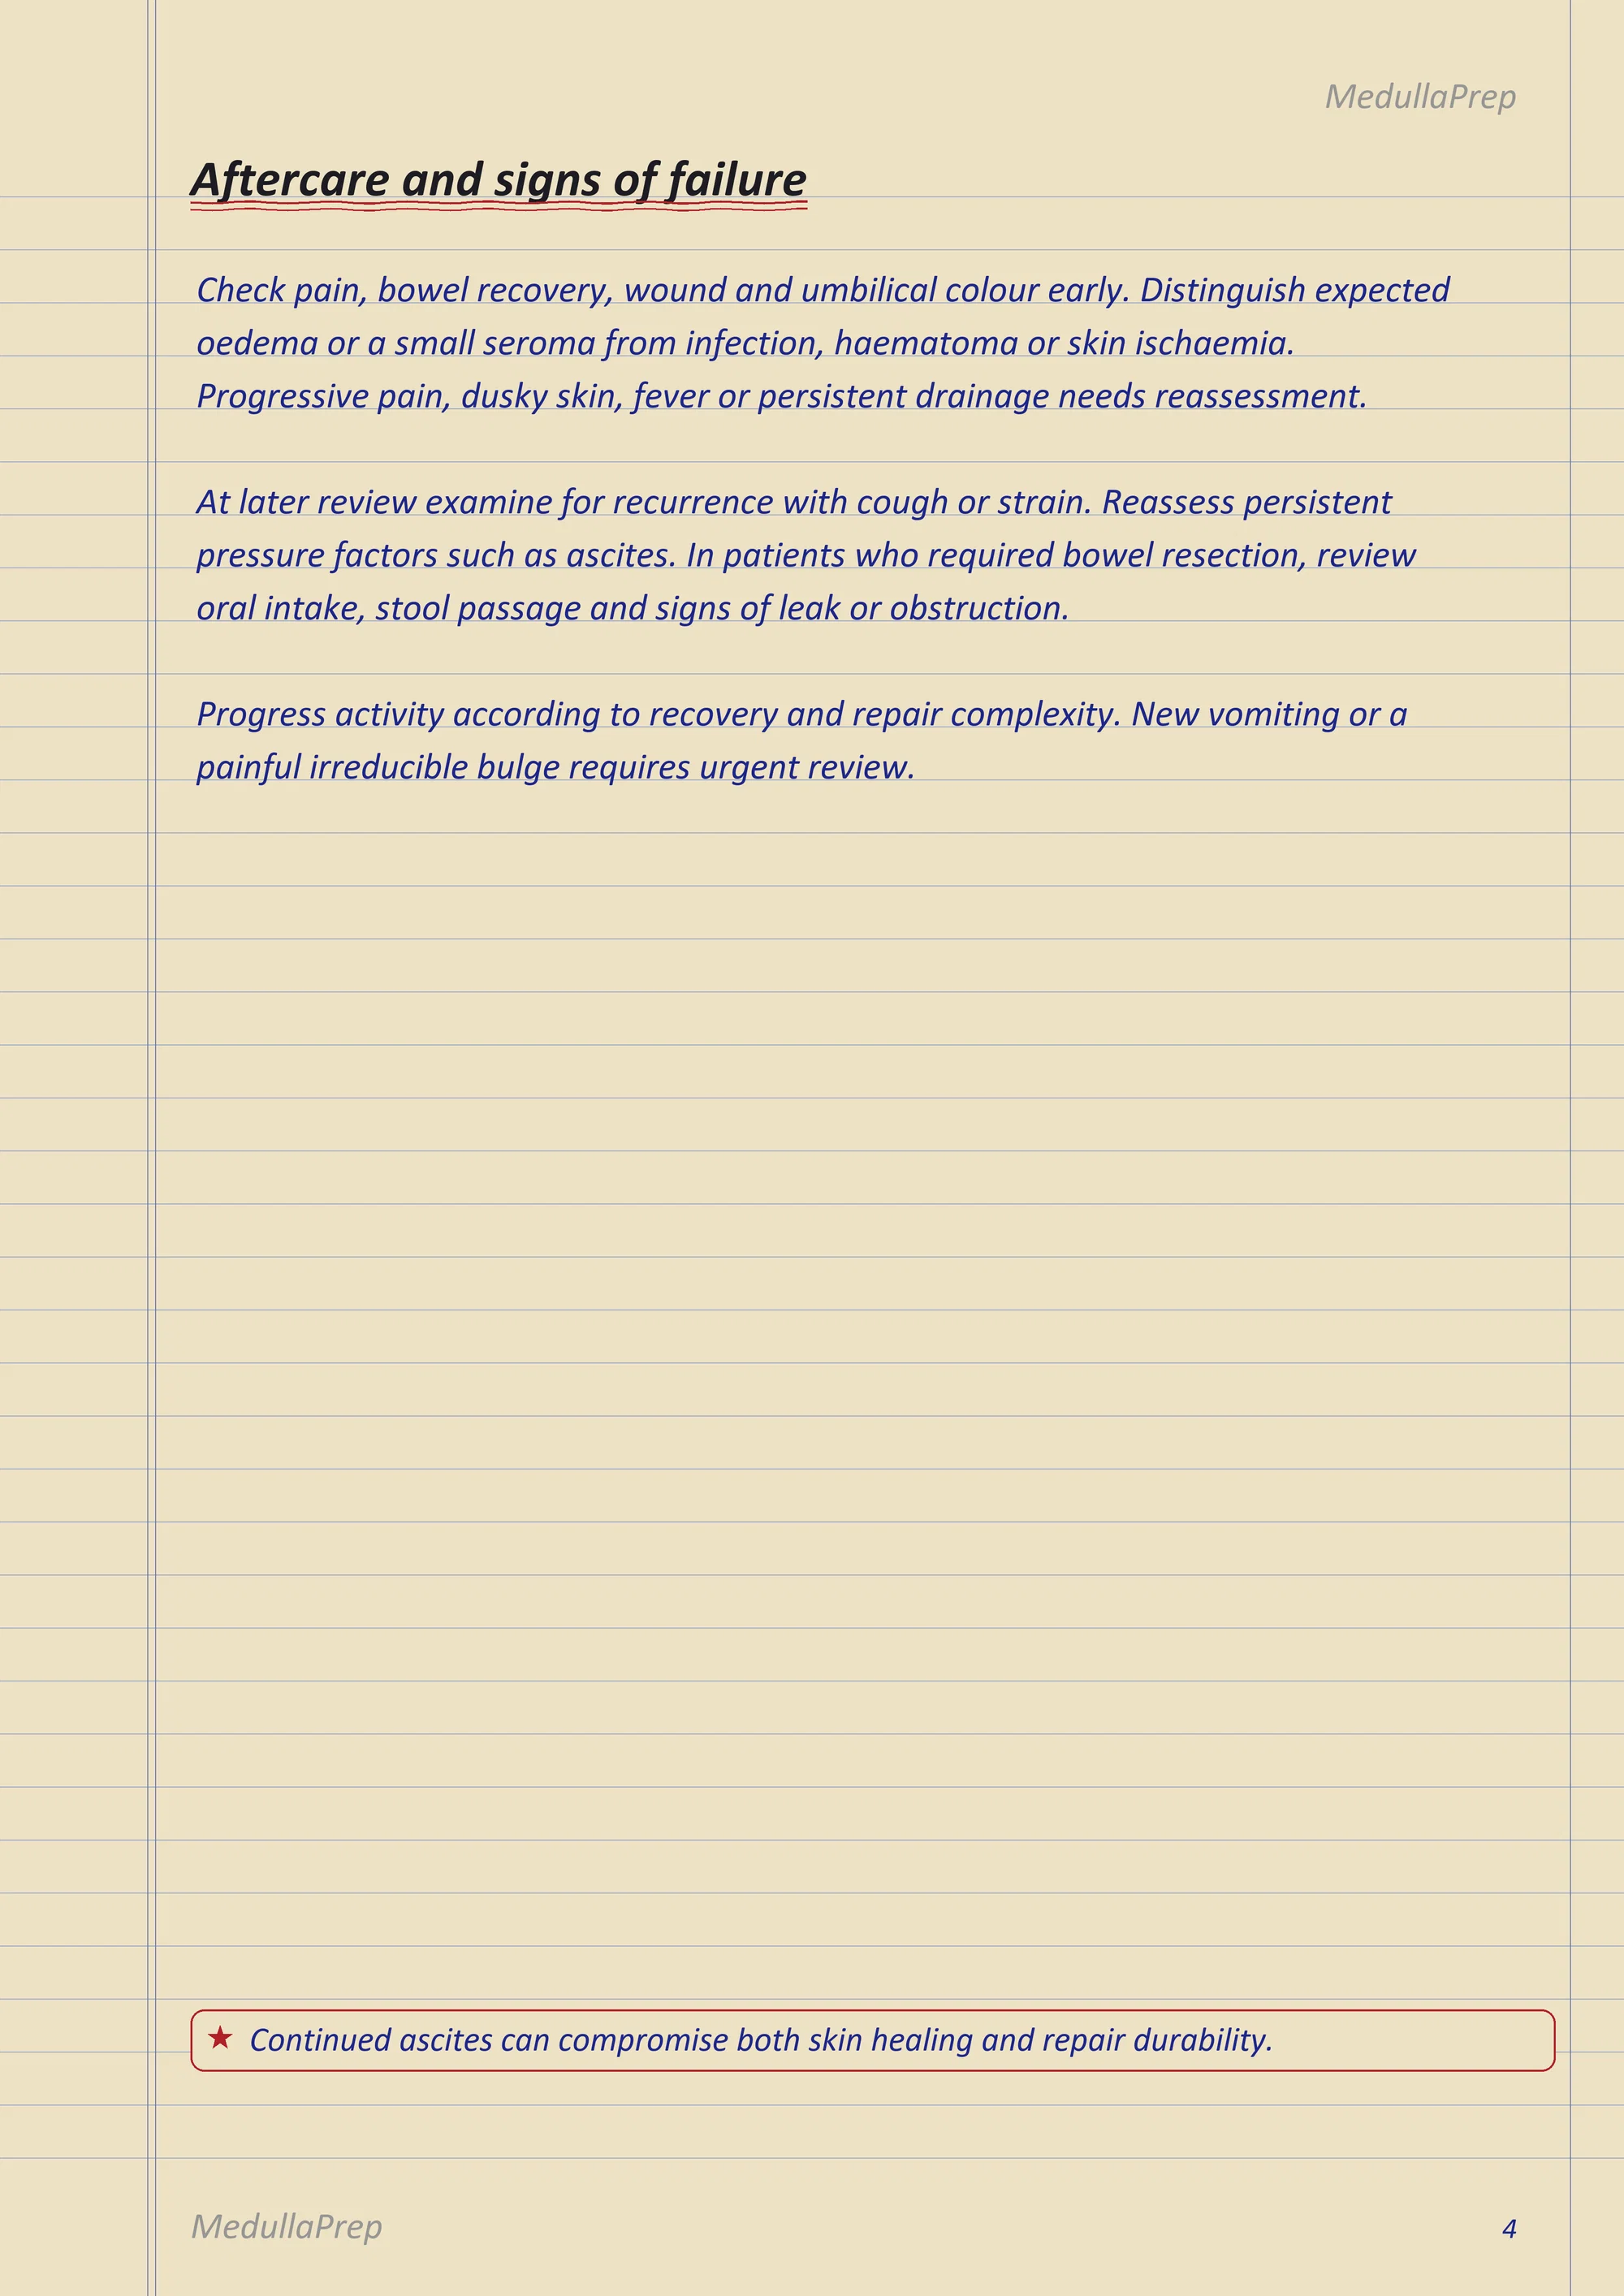 MedullaPrep
Aftercare and signs of failure
Check pain, bowel recovery, wound and umbilical colour early. Distinguish expected
oedema or a small seroma from infection, haematoma or skin ischaemia.
Progressive pain, dusky skin, fever or persistent drainage needs reassessment.
At later review examine for recurrence with cough or strain. Reassess persistent
pressure factors such as ascites. In patients who required bowel resection, review
oral intake, stool passage and signs of leak or obstruction.
Progress activity according to recovery and repair complexity. New vomiting or a
painful irreducible bulge requires urgent review.
★ Continued ascites can compromise both skin healing and repair durability.
MedullaPrep
4